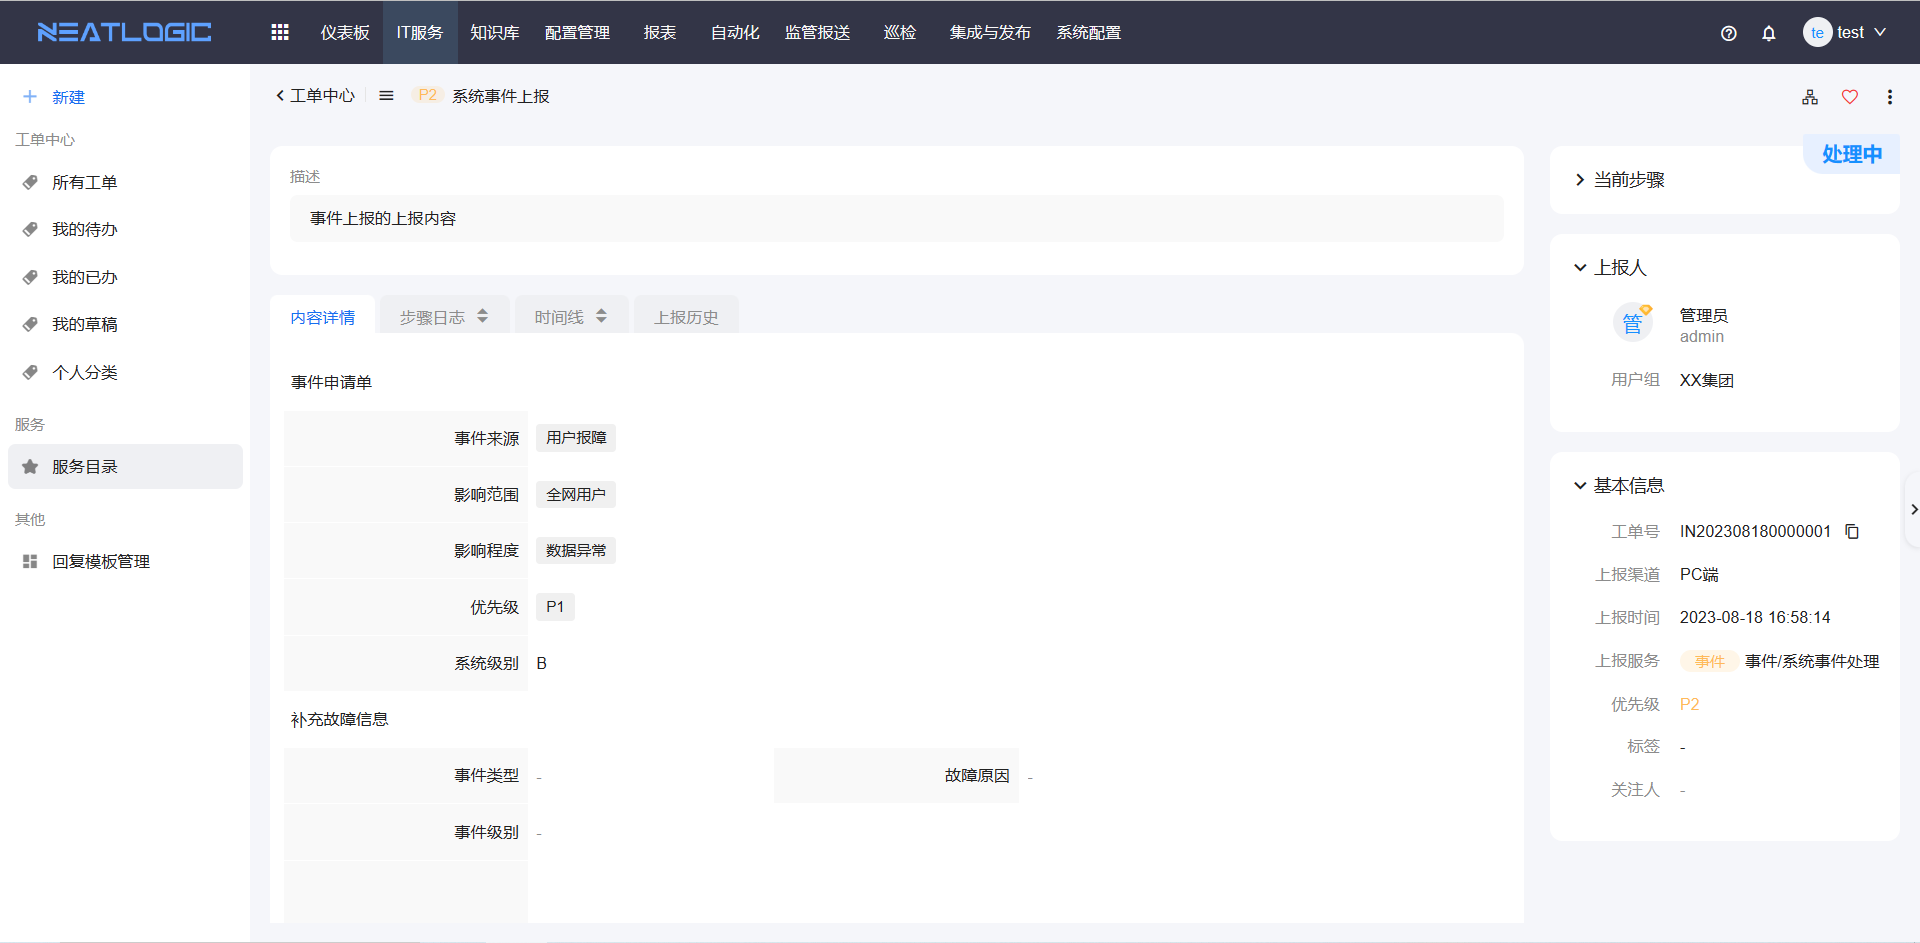 NEATLOGIC 仪表板 IT服务 知识库 配置管理 报表 自动化 监管报送 巡检 集成与发布 系统配置 te test
新建
工单中心
所有工单
我的待办
我的已办
我的草稿
个人分类
服务
服务目录
其他
回复模板管理
工单中心 P2 系统事件上报
描述
事件上报的上报内容
内容详情 步骤日志 时间线 上报历史
事件申请单
事件来源 用户报障
影响范围 全网用户
影响程度 数据异常
优先级 P1
系统级别 B
补充故障信息
事件类型 - 故障原因 -
事件级别 -
处理中
当前步骤
上报人
管 管理员
admin
用户组 XX集团
基本信息
工单号 IN202308180000001
上报渠道 PC端
上报时间 2023-08-18 16:58:14
上报服务 事件 事件/系统事件处理
优先级 P2
标签 -
关注人 -